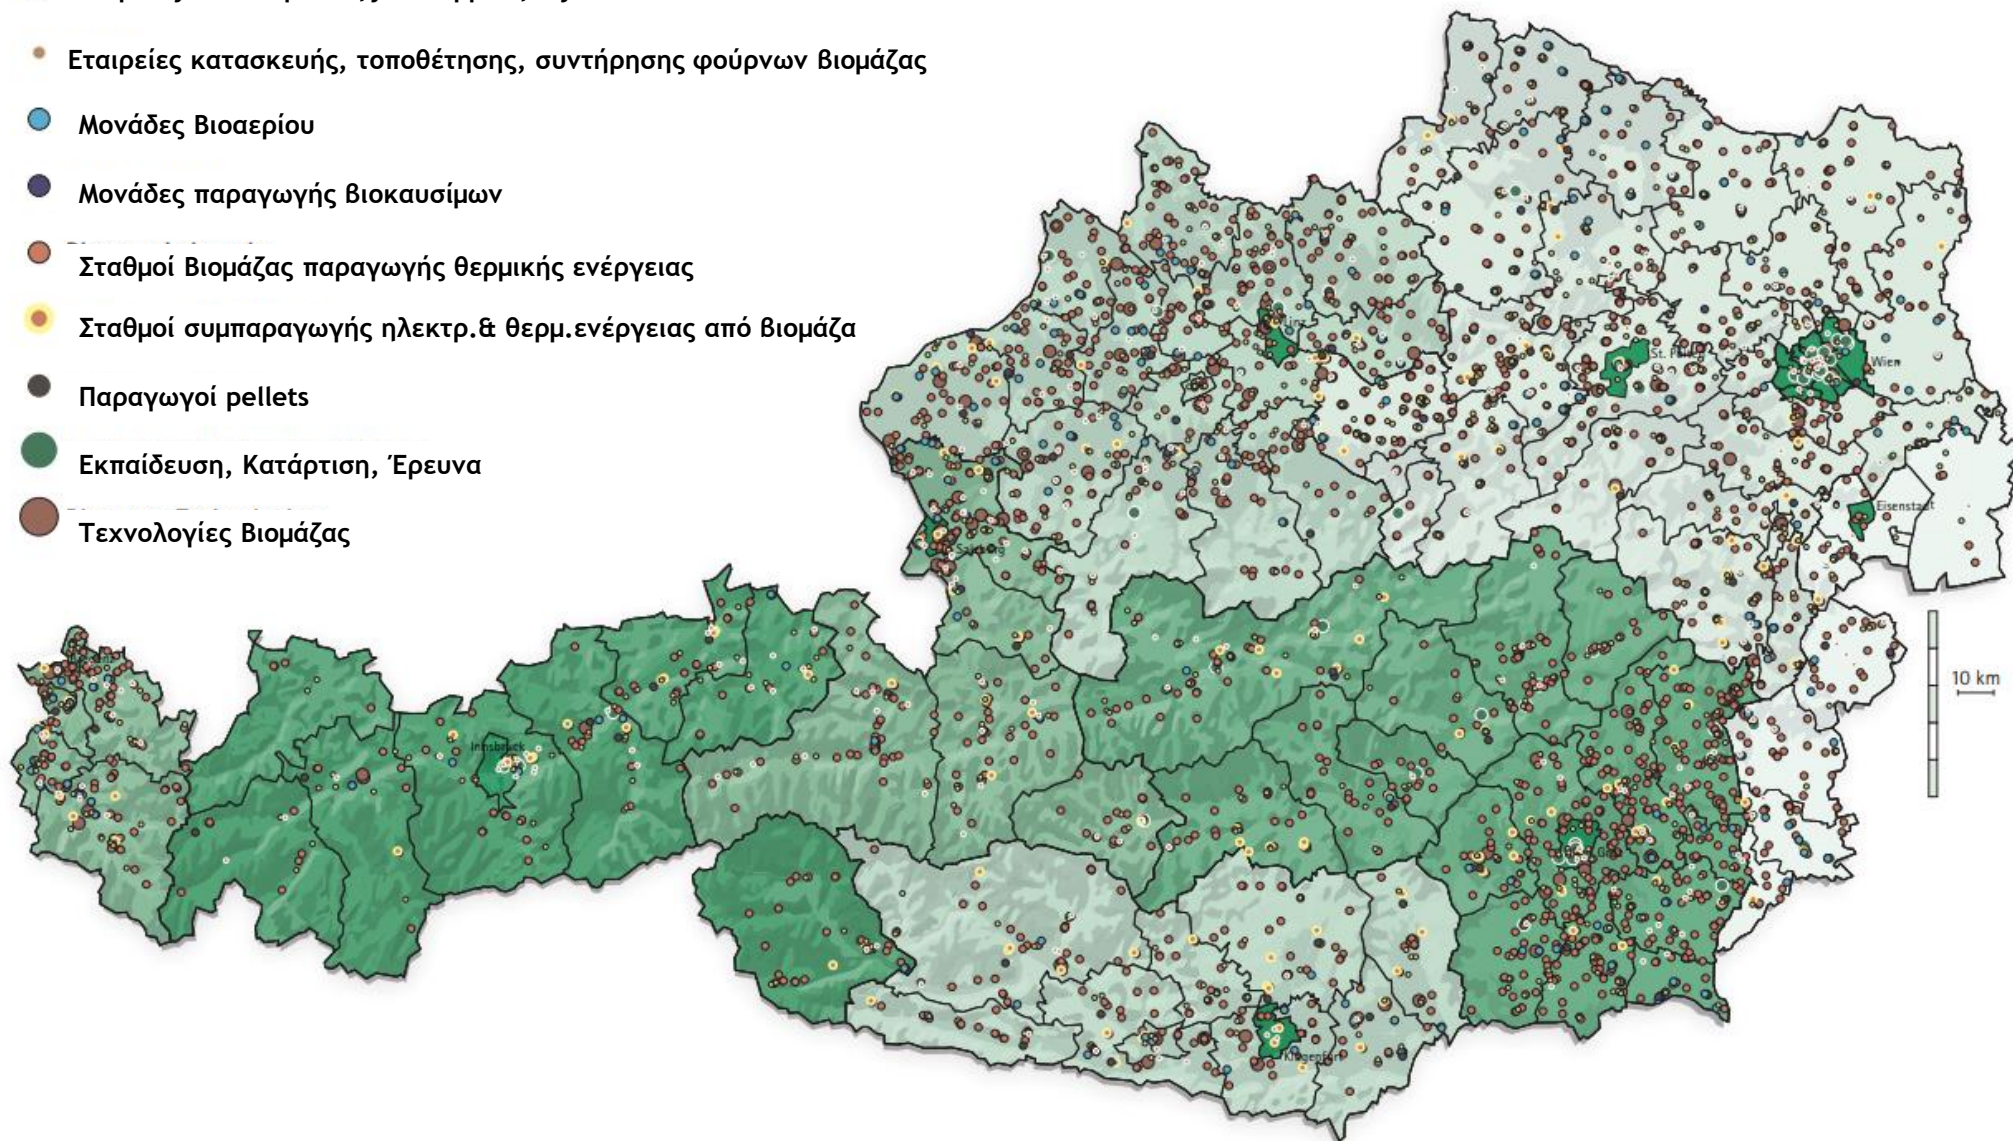 Εταιρείες κατασκευής, τοποθέτησης, συντήρησης φούρνων βιομάζας
Μονάδες Βιοαερίου
Μονάδες παραγωγής βιοκαυσίμων
Σταθμοί Βιομάζας παραγωγής θερμικής ενέργειας
Σταθμοί συμπαραγωγής ηλεκτρ.& θερμ.ενέργειας από βιομάζα
Παραγωγοί pellets
Εκπαίδευση, Κατάρτιση, Έρευνα
Τεχνολογίες Βιομάζας
Linz
St. Pölten
Wien
Eisenstadt
Salzburg
10 km
Innsbruck
Graz
Klagenfurt